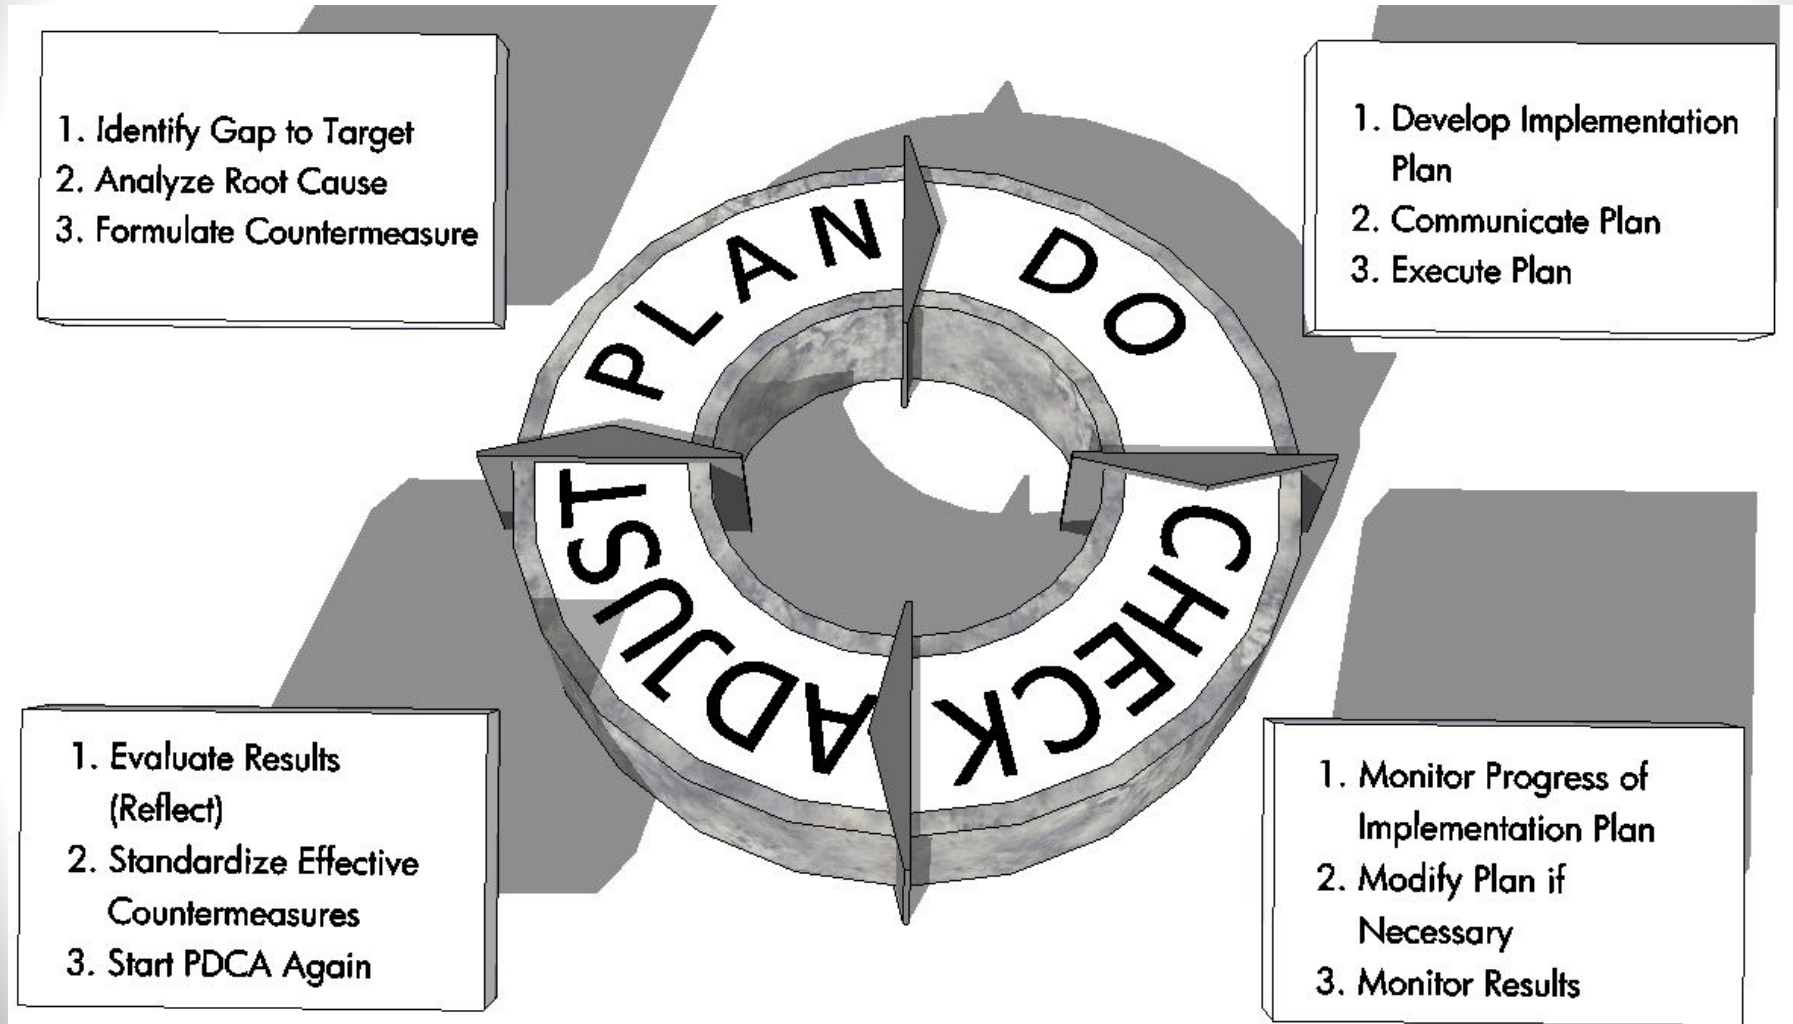 1. Identify Gap to Target
2. Analyze Root Cause
3. Formulate Countermeasure
1. Develop Implementation
Plan
2. Communicate Plan
3. Execute Plan
PLAN
DO
CHECK
ADJUST
1. Evaluate Results
(Reflect)
2. Standardize Effective
Countermeasures
3. Start PDCA Again
1. Monitor Progress of
Implementation Plan
2. Modify Plan if
Necessary
3. Monitor Results